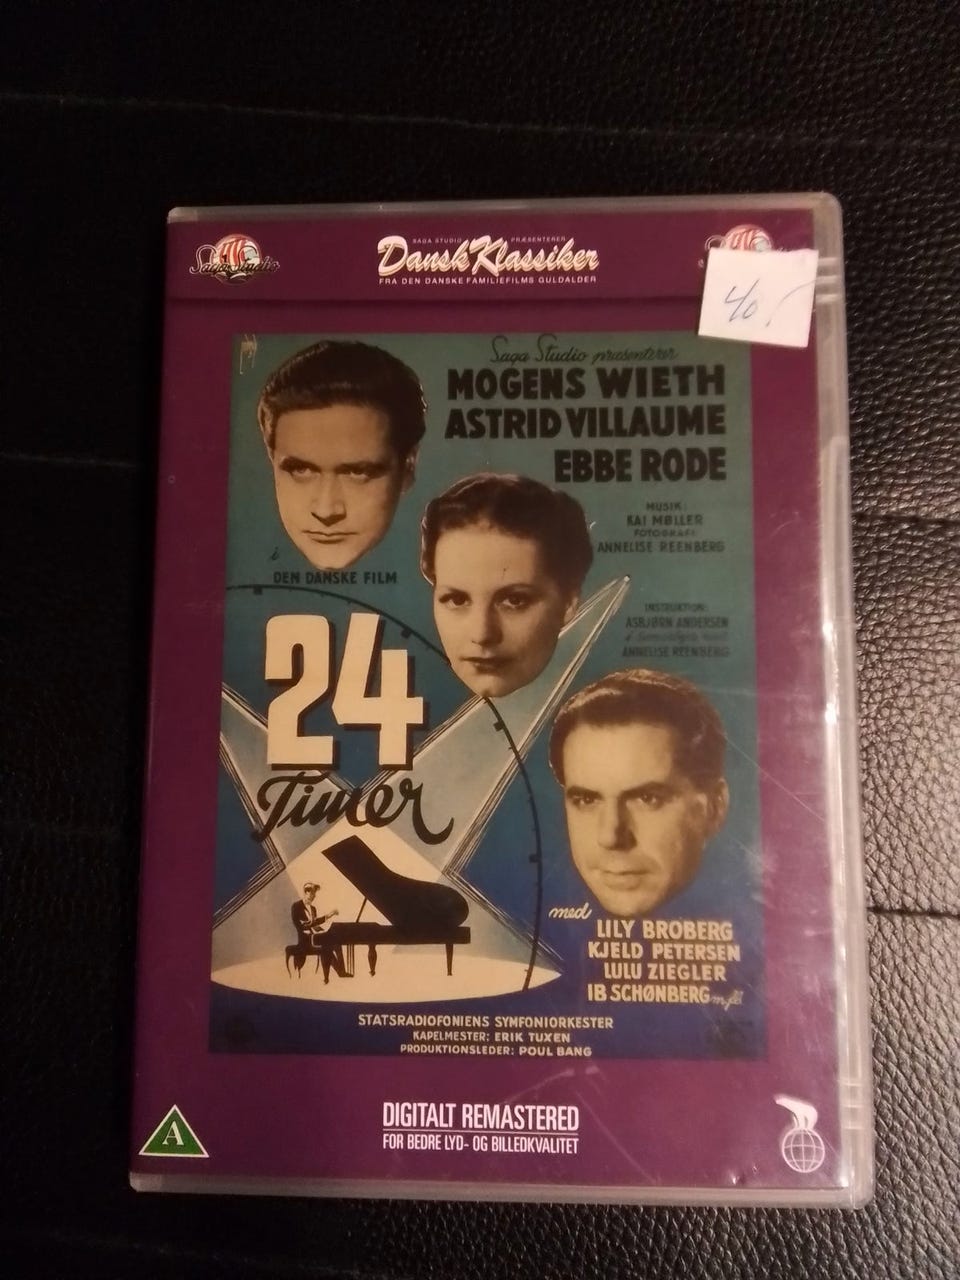 Saga Studio
SAGA STUDIO PRÆSENTERER
Dansk Klassiker
FRA DEN DANSKE FAMILIEFILMS GULDALDER
40,
Saga Studio præsenterer
MOGENS WIETH
ASTRID VILLAUME
EBBE RODE
MUSIK:
KAI MØLLER
FOTOGRAFI:
ANNELISE REENBERG
i
DEN DANSKE FILM
24
Timer
INSTRUKTION:
ASBJØRN ANDERSEN
ANNELISE REENBERG
med
LILY BROBERG
KJELD PETERSEN
LULU ZIEGLER
IB SCHØNBERG m.fl.
STATSRADIOFONIENS SYMFONIORKESTER
KAPELMESTER: ERIK TUXEN
PRODUKTIONSLEDER: POUL BANG
DIGITALT REMASTERED
FOR BEDRE LYD- OG BILLEDKVALITET
A